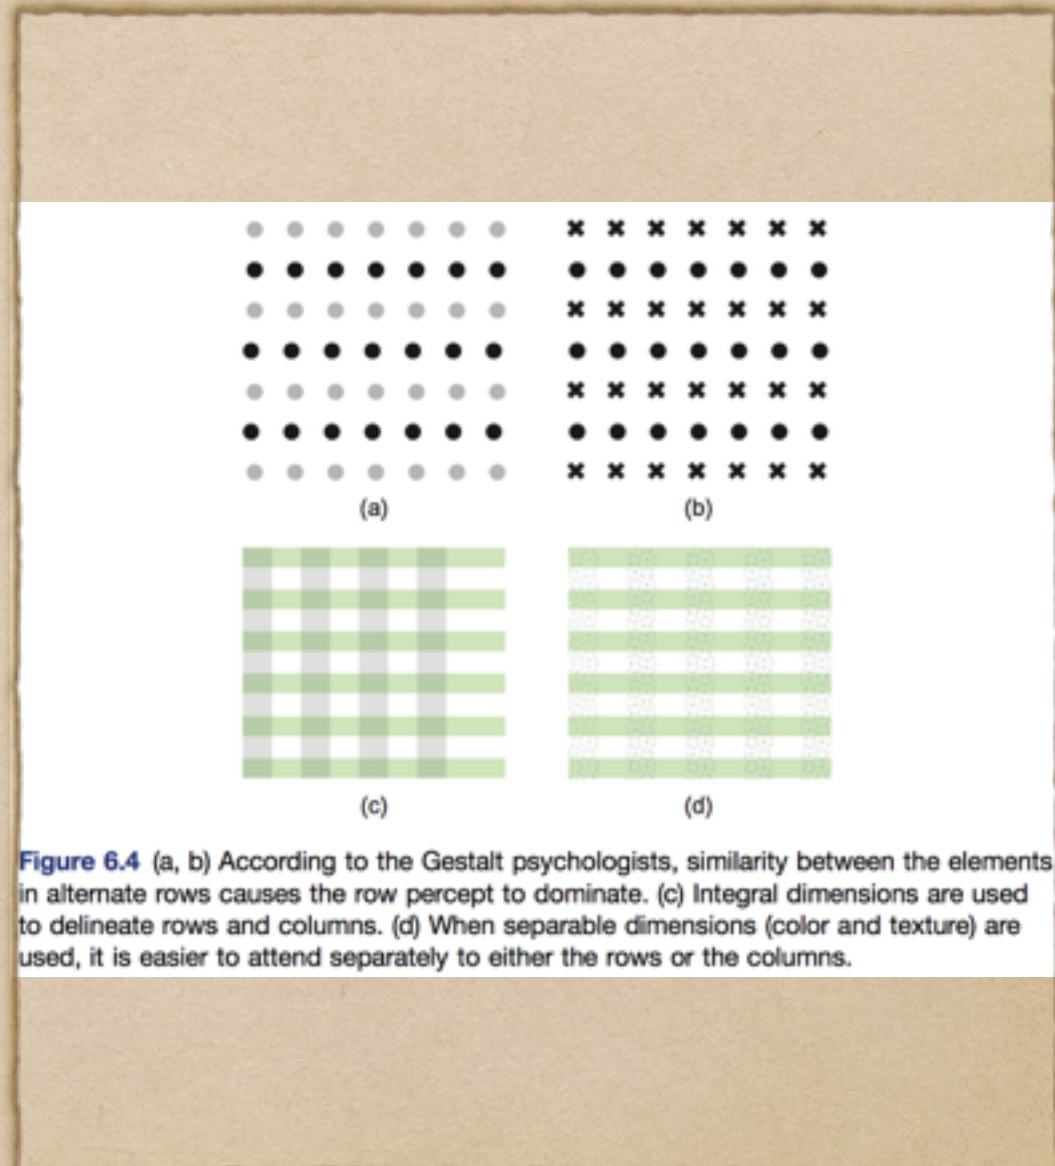 (a) (b)
(c) (d)
Figure 6.4 (a, b) According to the Gestalt psychologists, similarity between the elements
in alternate rows causes the row percept to dominate. (c) Integral dimensions are used
to delineate rows and columns. (d) When separable dimensions (color and texture) are
used, it is easier to attend separately to either the rows or the columns.